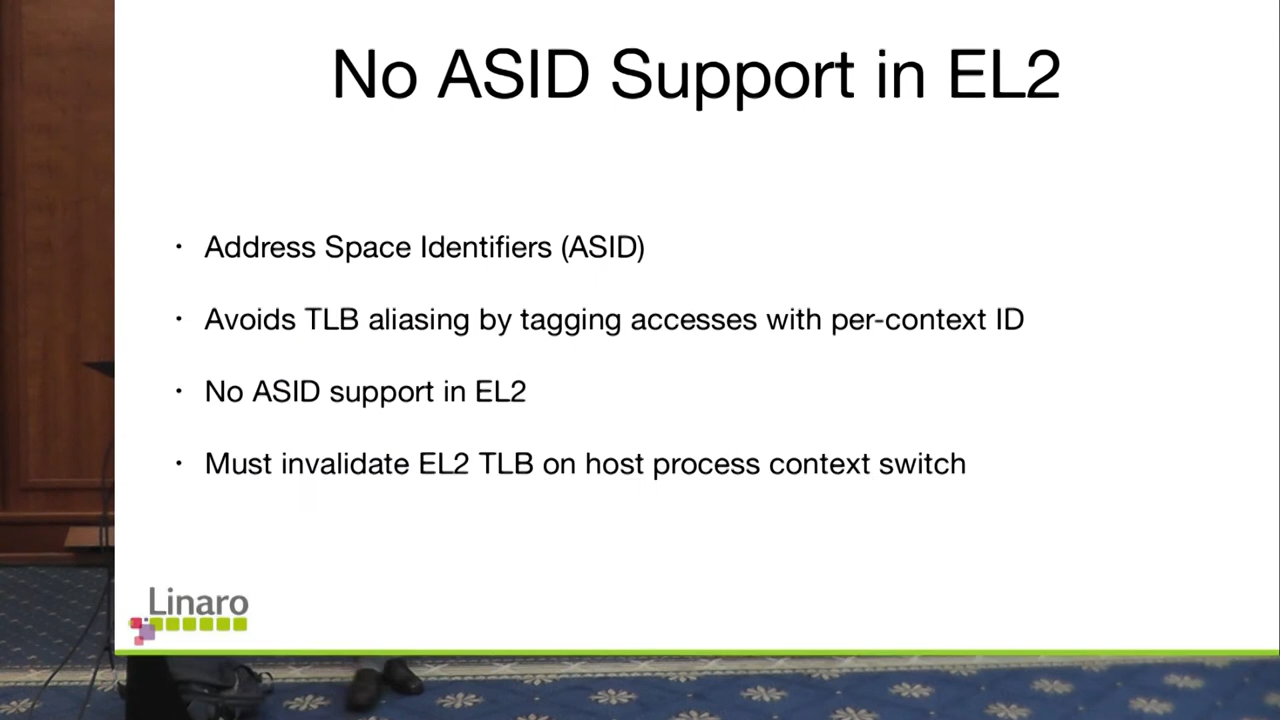 No ASID Support in EL2
· Address Space Identifiers (ASID)
· Avoids TLB aliasing by tagging accesses with per-context ID
· No ASID support in EL2
· Must invalidate EL2 TLB on host process context switch
Linaro